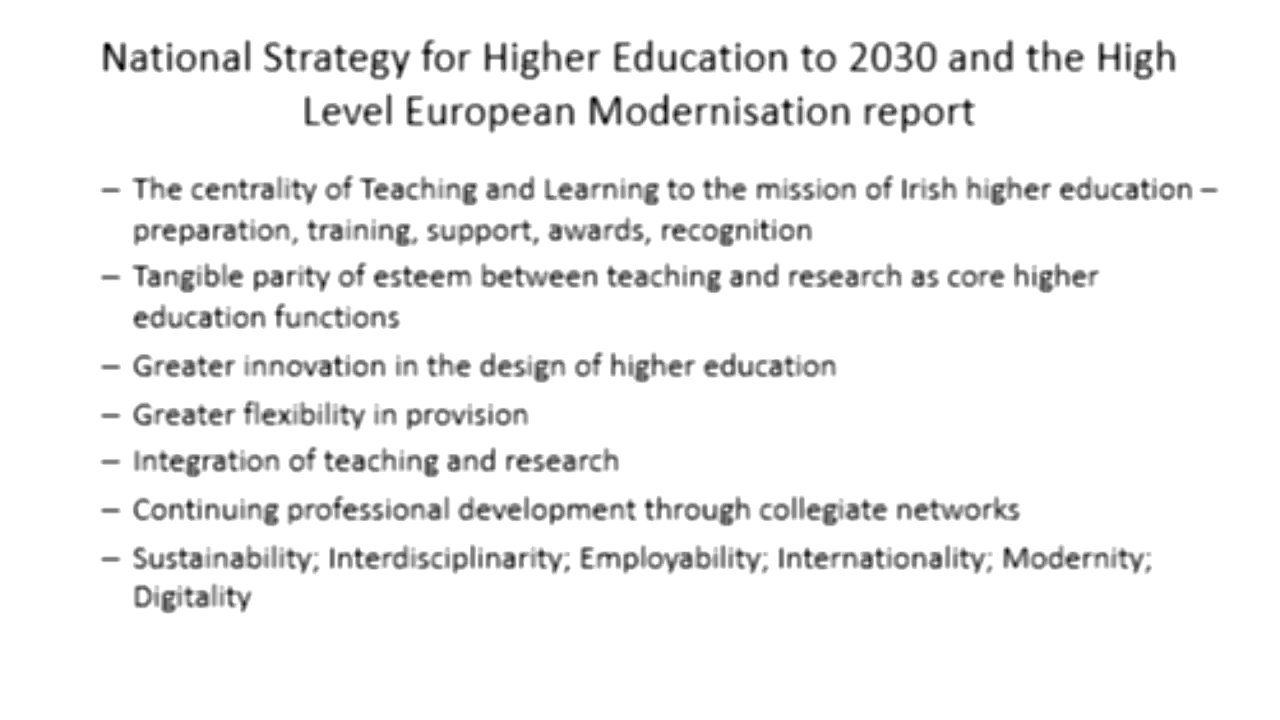 National Strategy for Higher Education to 2030 and the High
Level European Modernisation report
– The centrality of Teaching and Learning to the mission of Irish higher education –
preparation, training, support, awards, recognition
– Tangible parity of esteem between teaching and research as core higher
education functions
– Greater innovation in the design of higher education
– Greater flexibility in provision
– Integration of teaching and research
– Continuing professional development through collegiate networks
– Sustainability; Interdisciplinarity; Employability; Internationality; Modernity;
Digitality